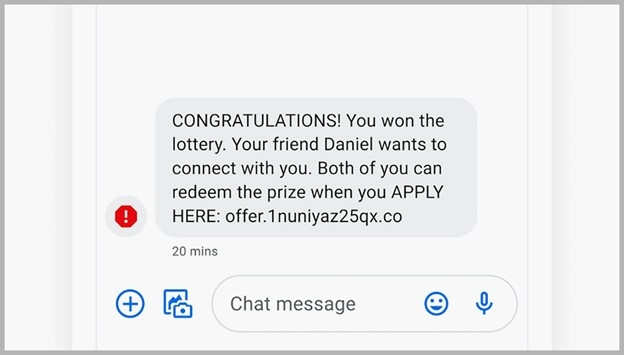 CONGRATULATIONS! You won the
lottery. Your friend Daniel wants to
connect with you. Both of you can
redeem the prize when you APPLY
HERE: offer.1nuniyaz25qx.co
20 mins
Chat message